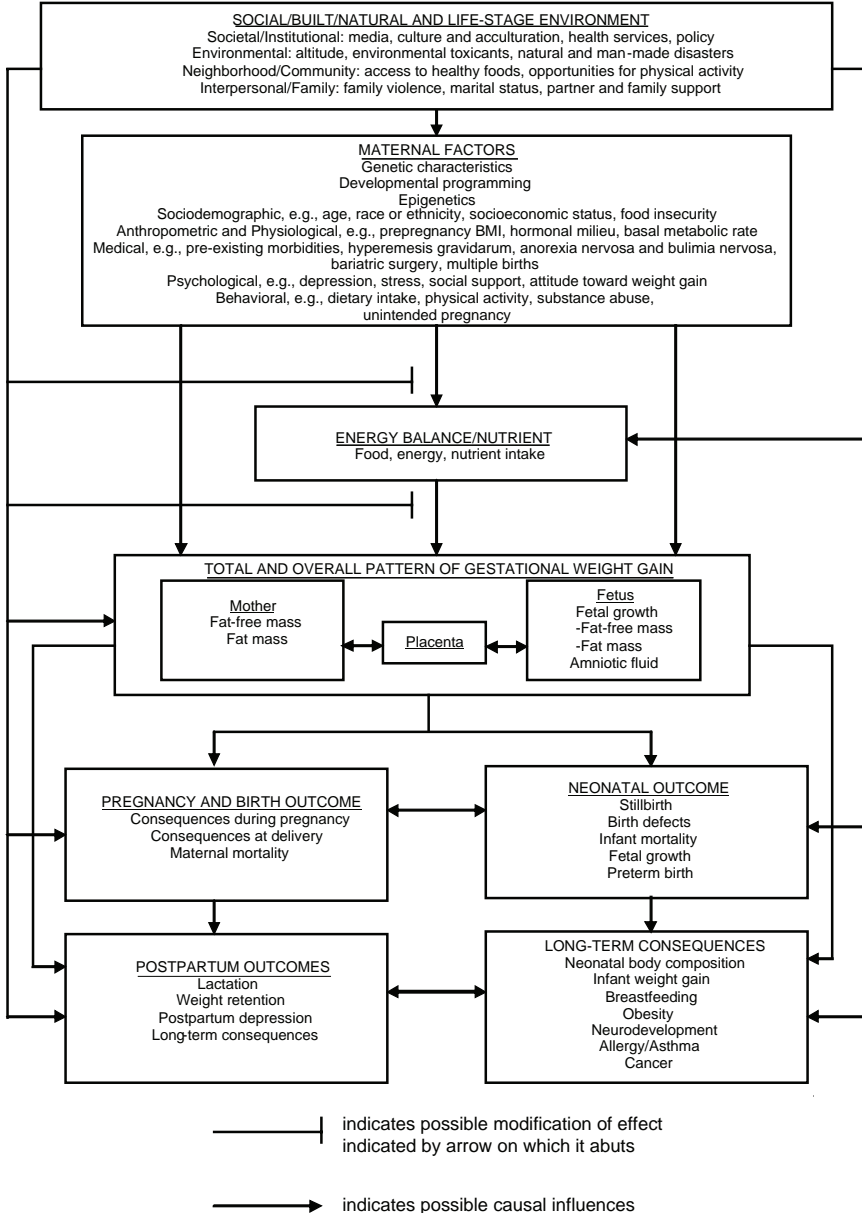 SOCIAL/BUILT/NATURAL AND LIFE-STAGE ENVIRONMENT
Societal/Institutional: media, culture and acculturation, health services, policy
Environmental: altitude, environmental toxicants, natural and man-made disasters
Neighborhood/Community: access to healthy foods, opportunities for physical activity
Interpersonal/Family: family violence, marital status, partner and family support
MATERNAL FACTORS
Genetic characteristics
Developmental programming
Epigenetics
Sociodemographic, e.g., age, race or ethnicity, socioeconomic status, food insecurity
Anthropometric and Physiological, e.g., prepregnancy BMI, hormonal milieu, basal metabolic rate
Medical, e.g., pre-existing morbidities, hyperemesis gravidarum, anorexia nervosa and bulimia nervosa,
bariatric surgery, multiple births
Psychological, e.g., depression, stress, social support, attitude toward weight gain
Behavioral, e.g., dietary intake, physical activity, substance abuse,
unintended pregnancy
ENERGY BALANCE/NUTRIENT
Food, energy, nutrient intake
TOTAL AND OVERALL PATTERN OF GESTATIONAL WEIGHT GAIN
Mother
Fat-free mass
Fat mass
Placenta
Fetus
Fetal growth
-Fat-free mass
-Fat mass
Amniotic fluid
PREGNANCY AND BIRTH OUTCOME
Consequences during pregnancy
Consequences at delivery
Maternal mortality
NEONATAL OUTCOME
Stillbirth
Birth defects
Infant mortality
Fetal growth
Preterm birth
POSTPARTUM OUTCOMES
Lactation
Weight retention
Postpartum depression
Long-term consequences
LONG-TERM CONSEQUENCES
Neonatal body composition
Infant weight gain
Breastfeeding
Obesity
Neurodevelopment
Allergy/Asthma
Cancer
indicates possible modification of effect
indicated by arrow on which it abuts
indicates possible causal influences